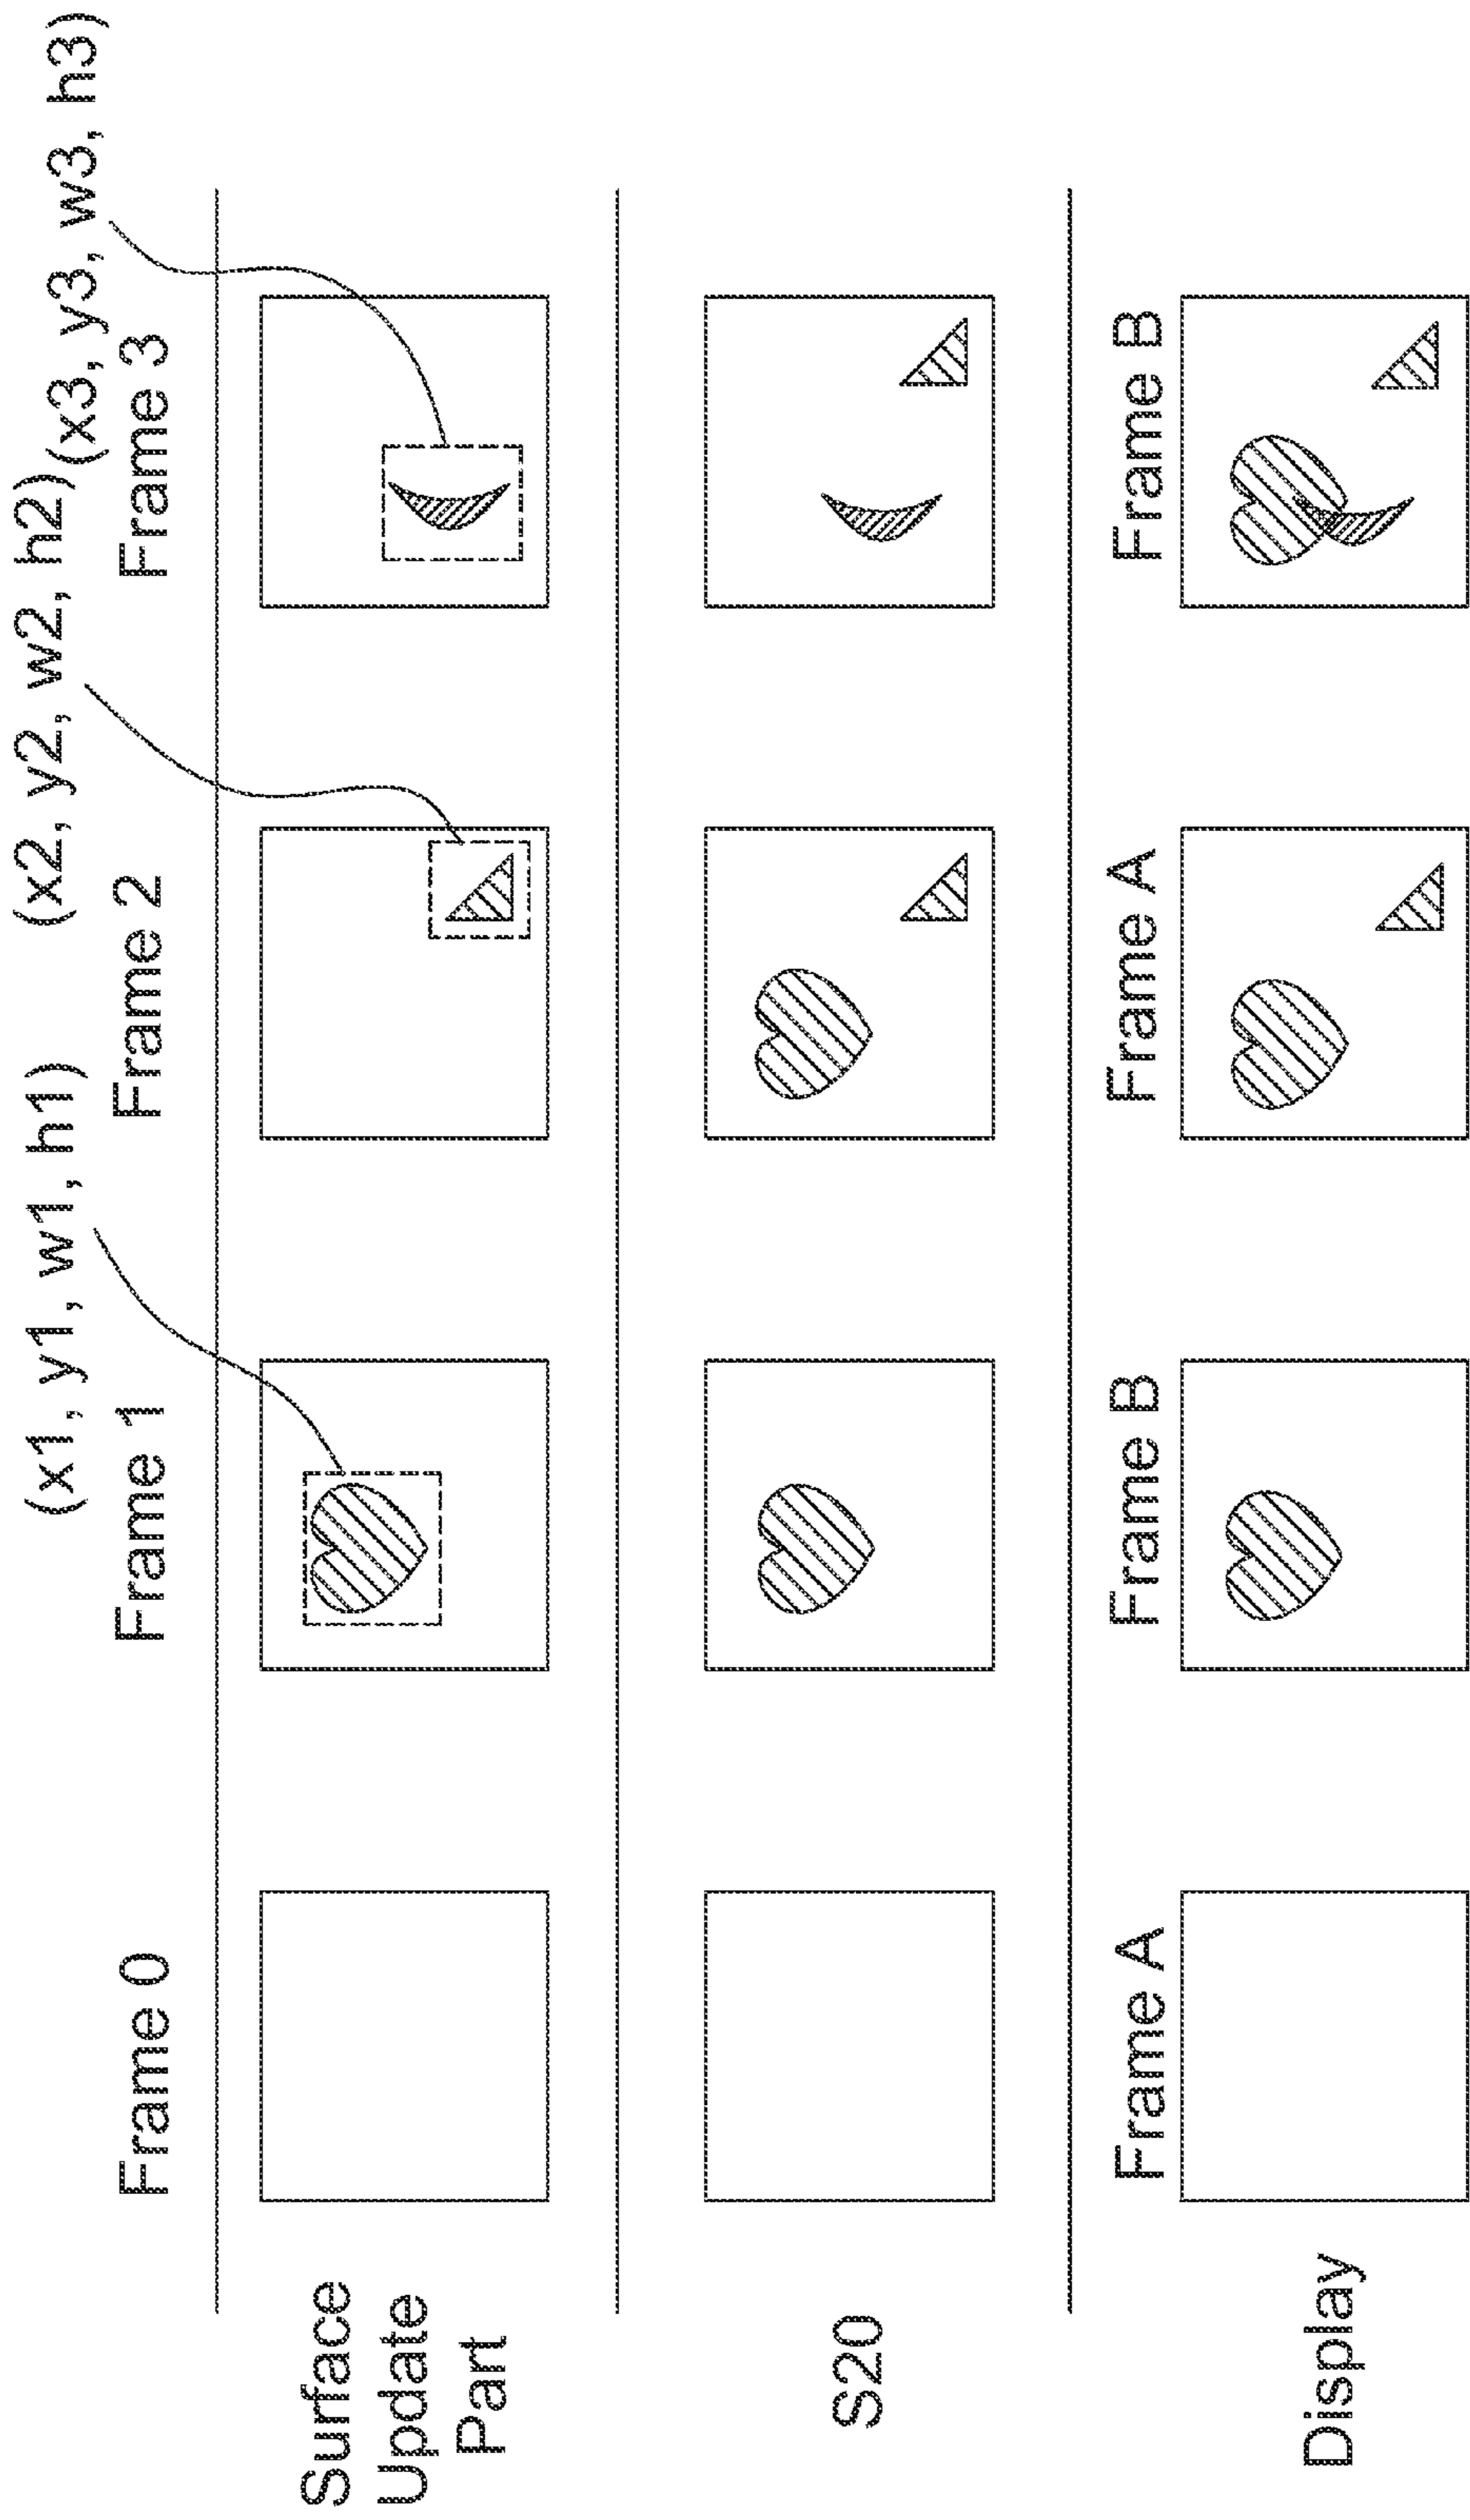 (x1, y1, w1, h1)
(x2, y2, w2, h2)
(x3, y3, w3, h3)
Frame 0
Frame 1
Frame 2
Frame 3
Surface
Update
Part
S20
Frame A
Frame B
Frame A
Frame B
Display